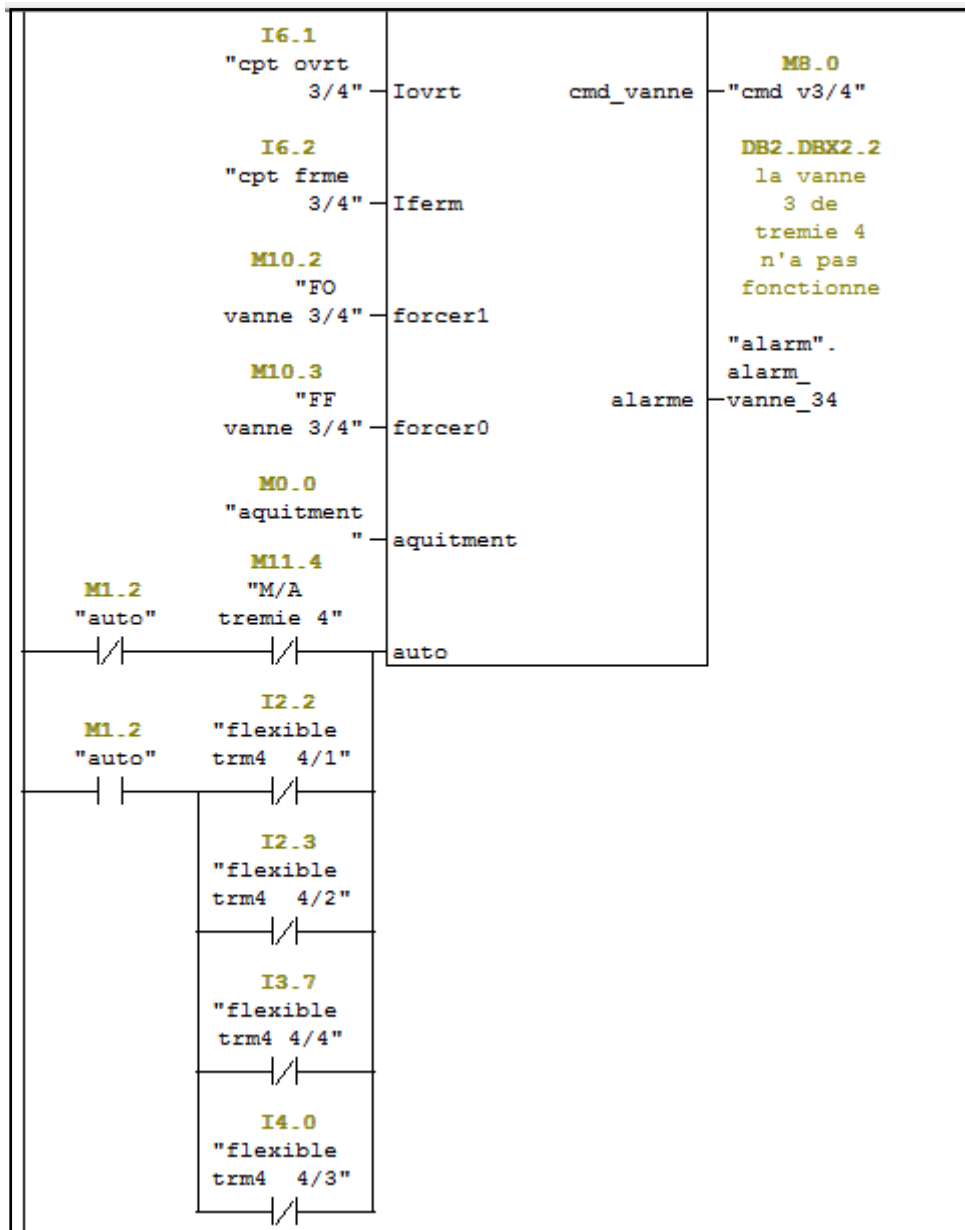 I6.1
"cpt ovrt
3/4"
Iovrt
cmd_vanne
M8.0
"cmd v3/4"
I6.2
"cpt frme
3/4"
Iferm
DB2.DBX2.2
la vanne
3 de
tremie 4
n'a pas
fonctionne
M10.2
"FO
vanne 3/4"
forcer1
"alarm".
alarm_
vanne_34
alarme
M10.3
"FF
vanne 3/4"
forcer0
M0.0
"aquitment
"
aquitment
M1.2
"auto"
M11.4
"M/A
tremie 4"
auto
M1.2
"auto"
I2.2
"flexible
trm4 4/1"
I2.3
"flexible
trm4 4/2"
I3.7
"flexible
trm4 4/4"
I4.0
"flexible
trm4 4/3"